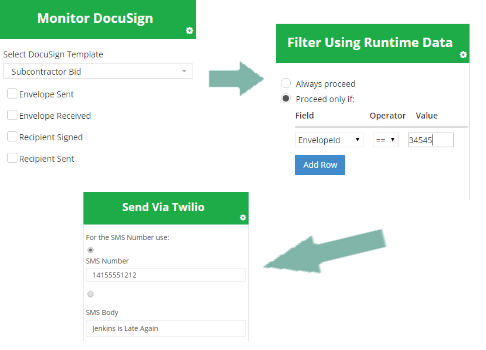 Monitor DocuSign
Select DocuSign Template
Subcontractor Bid
Envelope Sent
Envelope Received
Recipient Signed
Recipient Sent
Filter Using Runtime Data
Always proceed
Proceed only if:
Field Operator Value
EnvelopeId == 34545
Add Row
Send Via Twilio
For the SMS Number use:
SMS Number
14155551212
SMS Body
Jenkins is Late Again